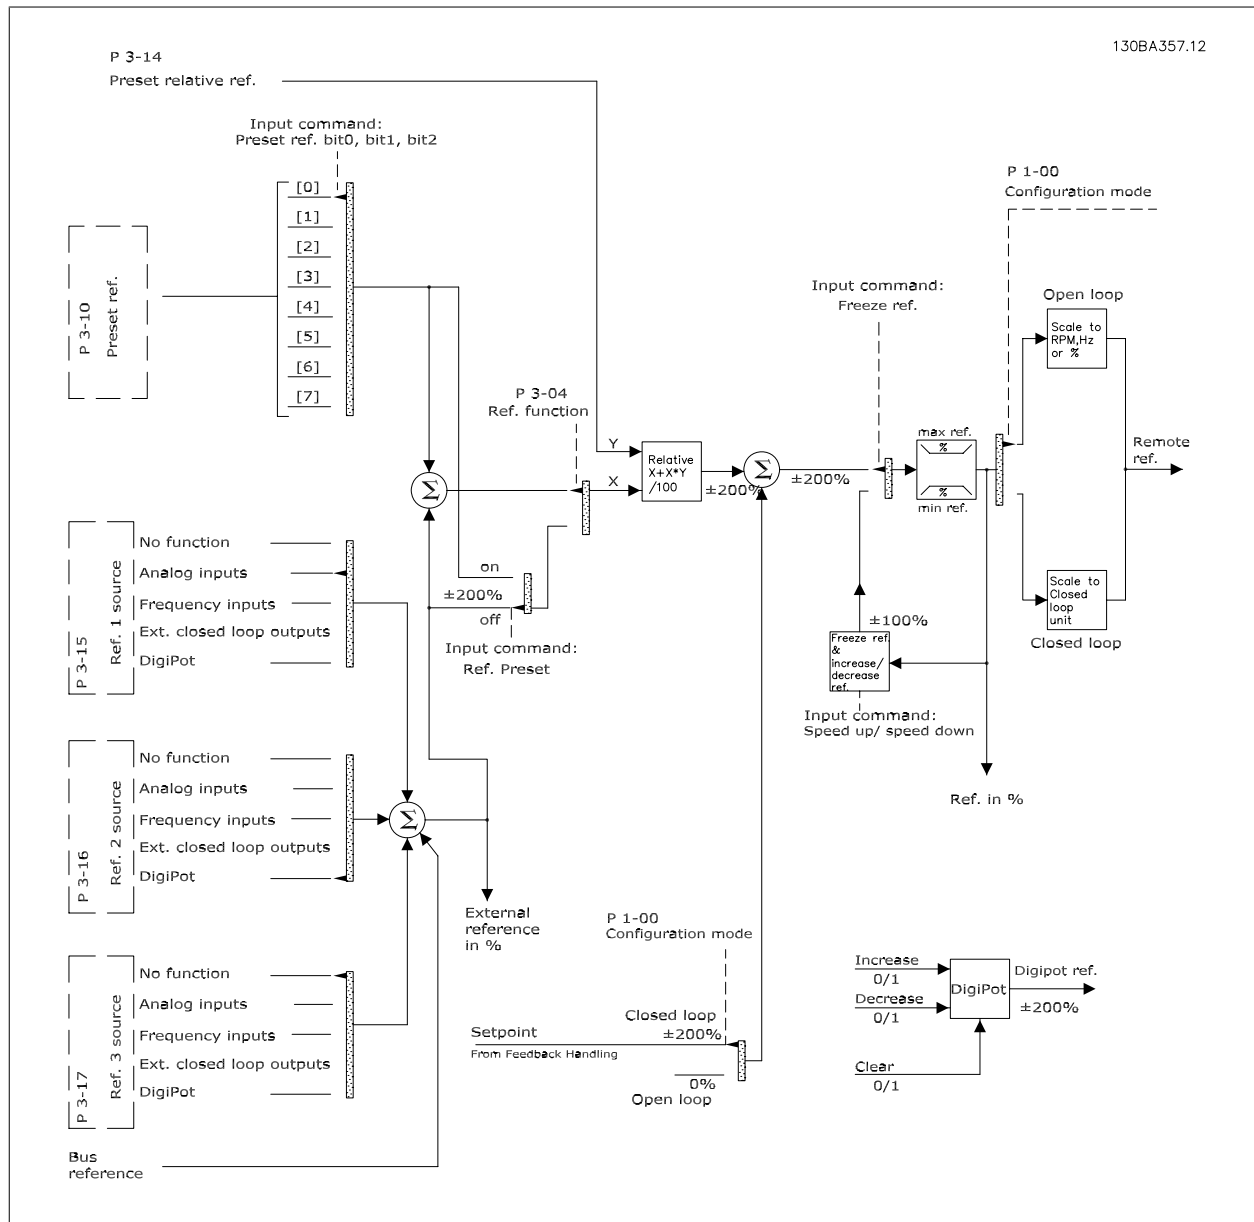 130BA357.12
P 3-14
Preset relative ref.
Input command:
Preset ref. bit0, bit1, bit2
[0]
[1]
[2]
[3]
[4]
[5]
[6]
[7]
P 3-10
Preset ref.
P 1-00
Configuration mode
Input command:
Freeze ref.
Open loop
Scale to
RPM,Hz
or %
P 3-04
Ref. function
Y
X
Relative
X+X*Y
/100
±200%
Σ
±200%
max ref.
%
%
min ref.
Remote
ref.
Σ
on
±200%
off
Input command:
Ref. Preset
Scale to
Closed
loop
unit
Closed loop
±100%
Freeze ref.
&
increase/
decrease
ref.
Input command:
Speed up/ speed down
Ref. in %
P 3-15
Ref. 1 source
No function
Analog inputs
Frequency inputs
Ext. closed loop outputs
DigiPot
P 3-16
Ref. 2 source
No function
Analog inputs
Frequency inputs
Ext. closed loop outputs
DigiPot
Σ
External
reference
in %
P 3-17
Ref. 3 source
No function
Analog inputs
Frequency inputs
Ext. closed loop outputs
DigiPot
Bus
reference
P 1-00
Configuration mode
Closed loop
±200%
Setpoint
From Feedback Handling
0%
Open loop
Increase
0/1
Decrease
0/1
Clear
0/1
DigiPot
Digipot ref.
±200%